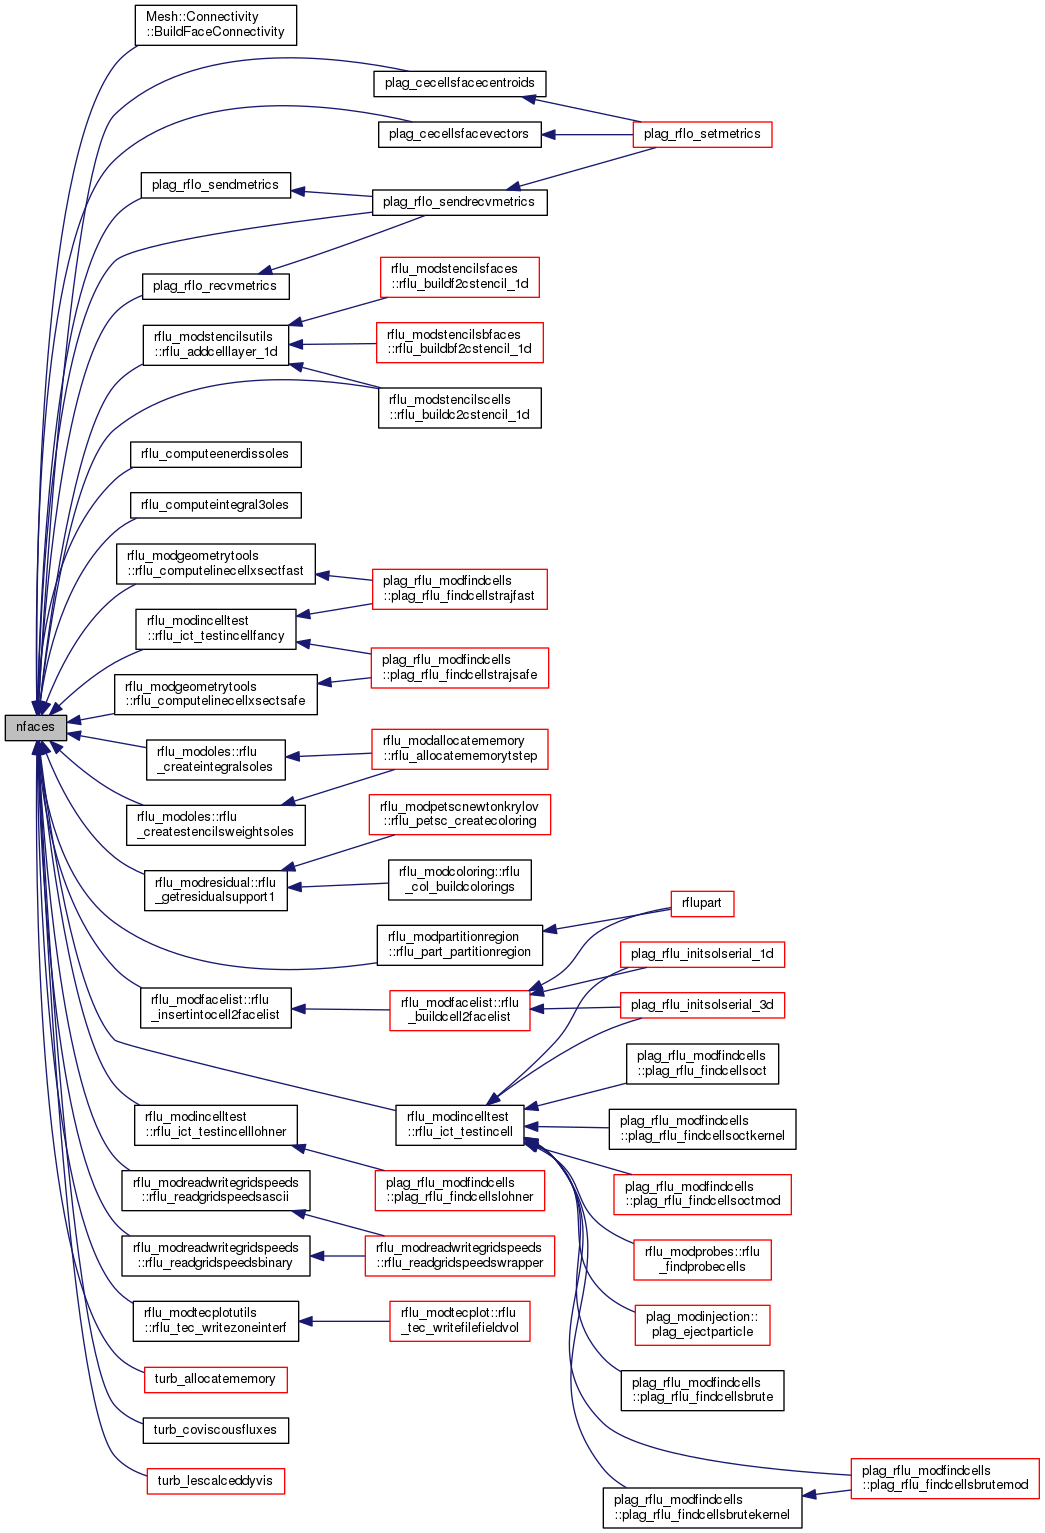 Mesh::Connectivity
::BuildFaceConnectivity
plag_cecellsfacecentroids
plag_cecellsfacevectors
plag_rflo_setmetrics
plag_rflo_sendmetrics
plag_rflo_sendrecvmetrics
plag_rflo_recvmetrics
rflu_modstencilsfaces
::rflu_buildf2cstencil_1d
rflu_modstencilsutils
::rflu_addcelllayer_1d
rflu_modstencilsbfaces
::rflu_buildbf2cstencil_1d
rflu_modstencilscells
::rflu_buildc2cstencil_1d
rflu_computeenerdissoles
rflu_computeintegral3oles
rflu_modgeometrytools
::rflu_computelinecellxsectfast
plag_rflu_modfindcells
::plag_rflu_findcellstrajfast
rflu_modincelltest
::rflu_ict_testincellfancy
plag_rflu_modfindcells
::plag_rflu_findcellstrajsafe
rflu_modgeometrytools
::rflu_computelinecellxsectsafe
nfaces
rflu_modoles::rflu
_createintegralsoles
rflu_modallocatememory
::rflu_allocatememorytstep
rflu_modoles::rflu
_createstencilsweightsoles
rflu_modpetscnewtonkrylov
::rflu_petsc_createcoloring
rflu_modresidual::rflu
_getresidualsupport1
rflu_modcoloring::rflu
_col_buildcolorings
rflupart
rflu_modpartitionregion
::rflu_part_partitionregion
plag_rflu_initsolserial_1d
rflu_modfacelist::rflu
_insertintocell2facelist
rflu_modfacelist::rflu
_buildcell2facelist
plag_rflu_initsolserial_3d
plag_rflu_modfindcells
::plag_rflu_findcellsoct
rflu_modincelltest
::rflu_ict_testincelllohner
rflu_modincelltest
::rflu_ict_testincell
plag_rflu_modfindcells
::plag_rflu_findcellsoctkernel
rflu_modreadwritegridspeeds
::rflu_readgridspeedsascii
plag_rflu_modfindcells
::plag_rflu_findcellslohner
plag_rflu_modfindcells
::plag_rflu_findcellsoctmod
rflu_modreadwritegridspeeds
::rflu_readgridspeedsbinary
rflu_modreadwritegridspeeds
::rflu_readgridspeedswrapper
rflu_modprobes::rflu
_findprobecells
rflu_modtecplotutils
::rflu_tec_writezoneinterf
rflu_modtecplot::rflu
_tec_writefilefieldvol
plag_modinjection::
plag_ejectparticle
turb_allocatememory
plag_rflu_modfindcells
::plag_rflu_findcellsbrute
turb_coviscousfluxes
turb_lescalceddyvis
plag_rflu_modfindcells
::plag_rflu_findcellsbrutemod
plag_rflu_modfindcells
::plag_rflu_findcellsbrutekernel